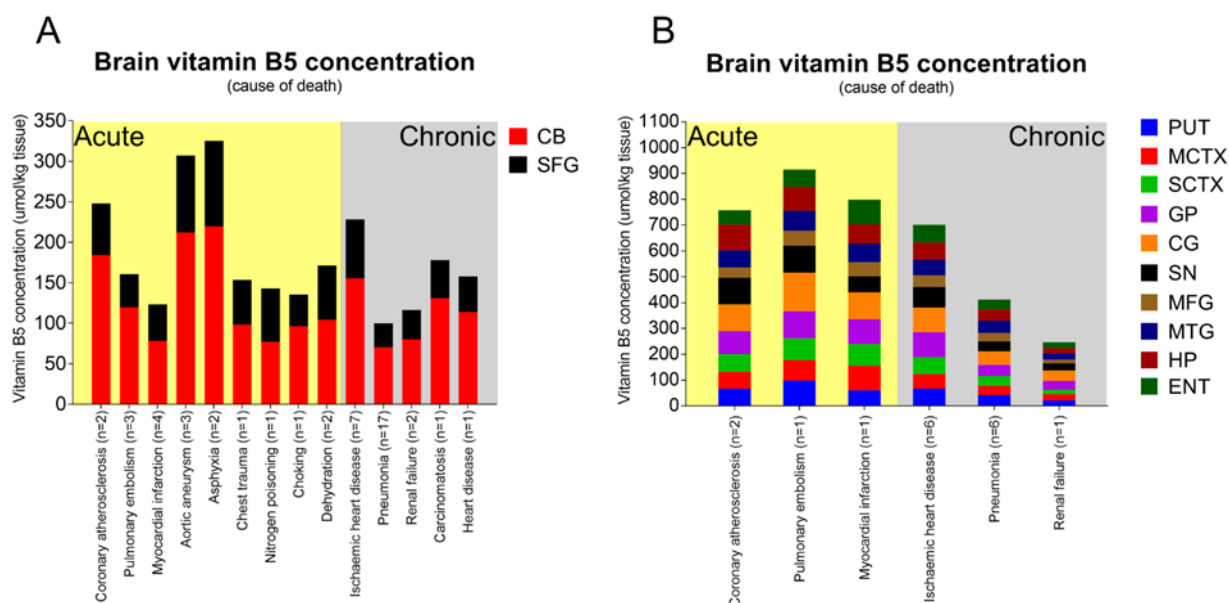 A
Brain vitamin B5 concentration
(cause of death)
Vitamin B5 concentration (umol\kg tissue)
350
300
250
200
150
100
50
0
Acute
Chronic
CB
SFG
Coronary atherosclerosis (n=2)
Pulmonary embolism (n=3)
Myocardial infarction (n=4)
Aortic aneurysm (n=3)
Asphyxia (n=2)
Chest trauma (n=1)
Nitrogen poisoning (n=1)
Choking (n=1)
Dehydration (n=2)
Ischaemic heart disease (n=7)
Pneumonia (n=17)
Renal failure (n=2)
Carcinomatosis (n=1)
Heart disease (n=1)
B
Brain vitamin B5 concentration
(cause of death)
Vitamin B5 concentration (umol\kg tissue)
1100
1000
900
800
700
600
500
400
300
200
100
0
Acute
Chronic
PUT
MCTX
SCTX
GP
CG
SN
MFG
MTG
HP
ENT
Coronary atherosclerosis (n=2)
Pulmonary embolism (n=1)
Myocardial infarction (n=1)
Ischaemic heart disease (n=6)
Pneumonia (n=6)
Renal failure (n=1)